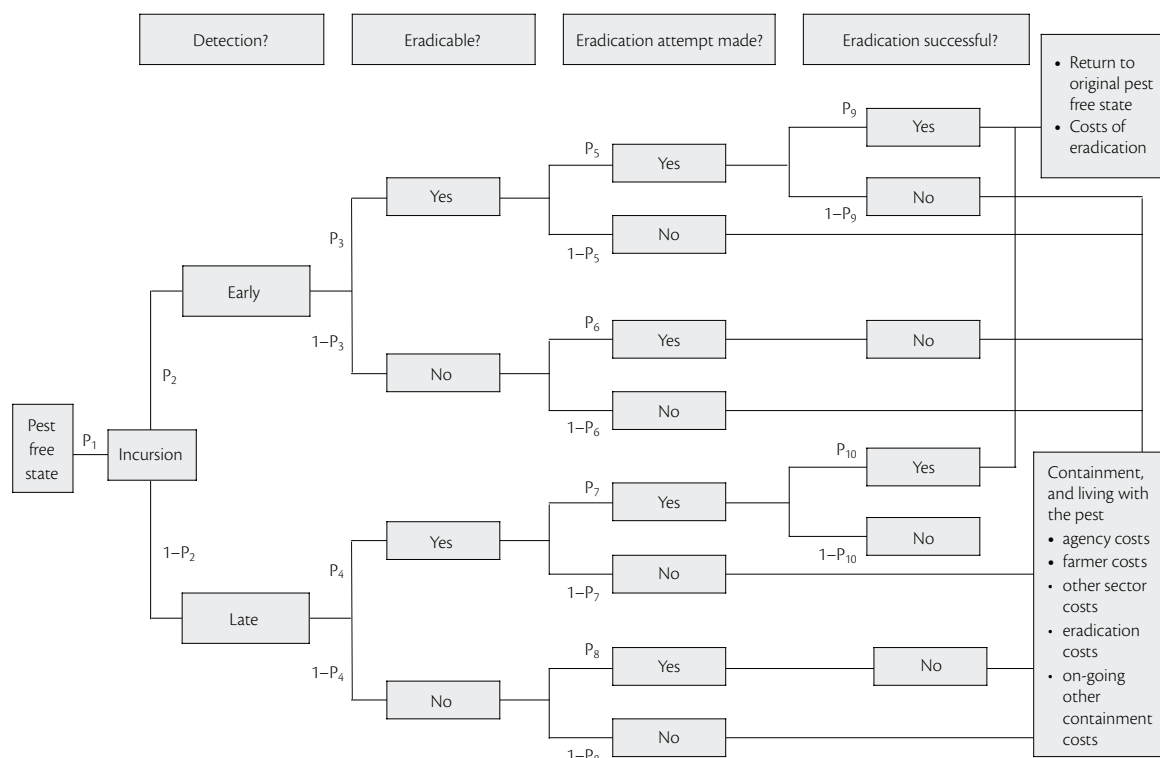 Detection?
Eradicable?
Eradication attempt made?
Eradication successful?
• Return to
original pest
free state
• Costs of
eradication
P9
Yes
P5
Yes
Yes
No
1–P9
P3
No
1–P5
Early
P6
Yes
No
1–P3
No
P2
No
1–P6
Pest
free
state
P1
Incursion
P10
Yes
Containment,
and living with
the pest
• agency costs
• farmer costs
• other sector
costs
• eradication
costs
• on-going
other
containment
costs
P7
Yes
Yes
No
1–P10
1–P2
P4
No
1–P7
Late
P8
Yes
No
1–P4
No
No
1–P8